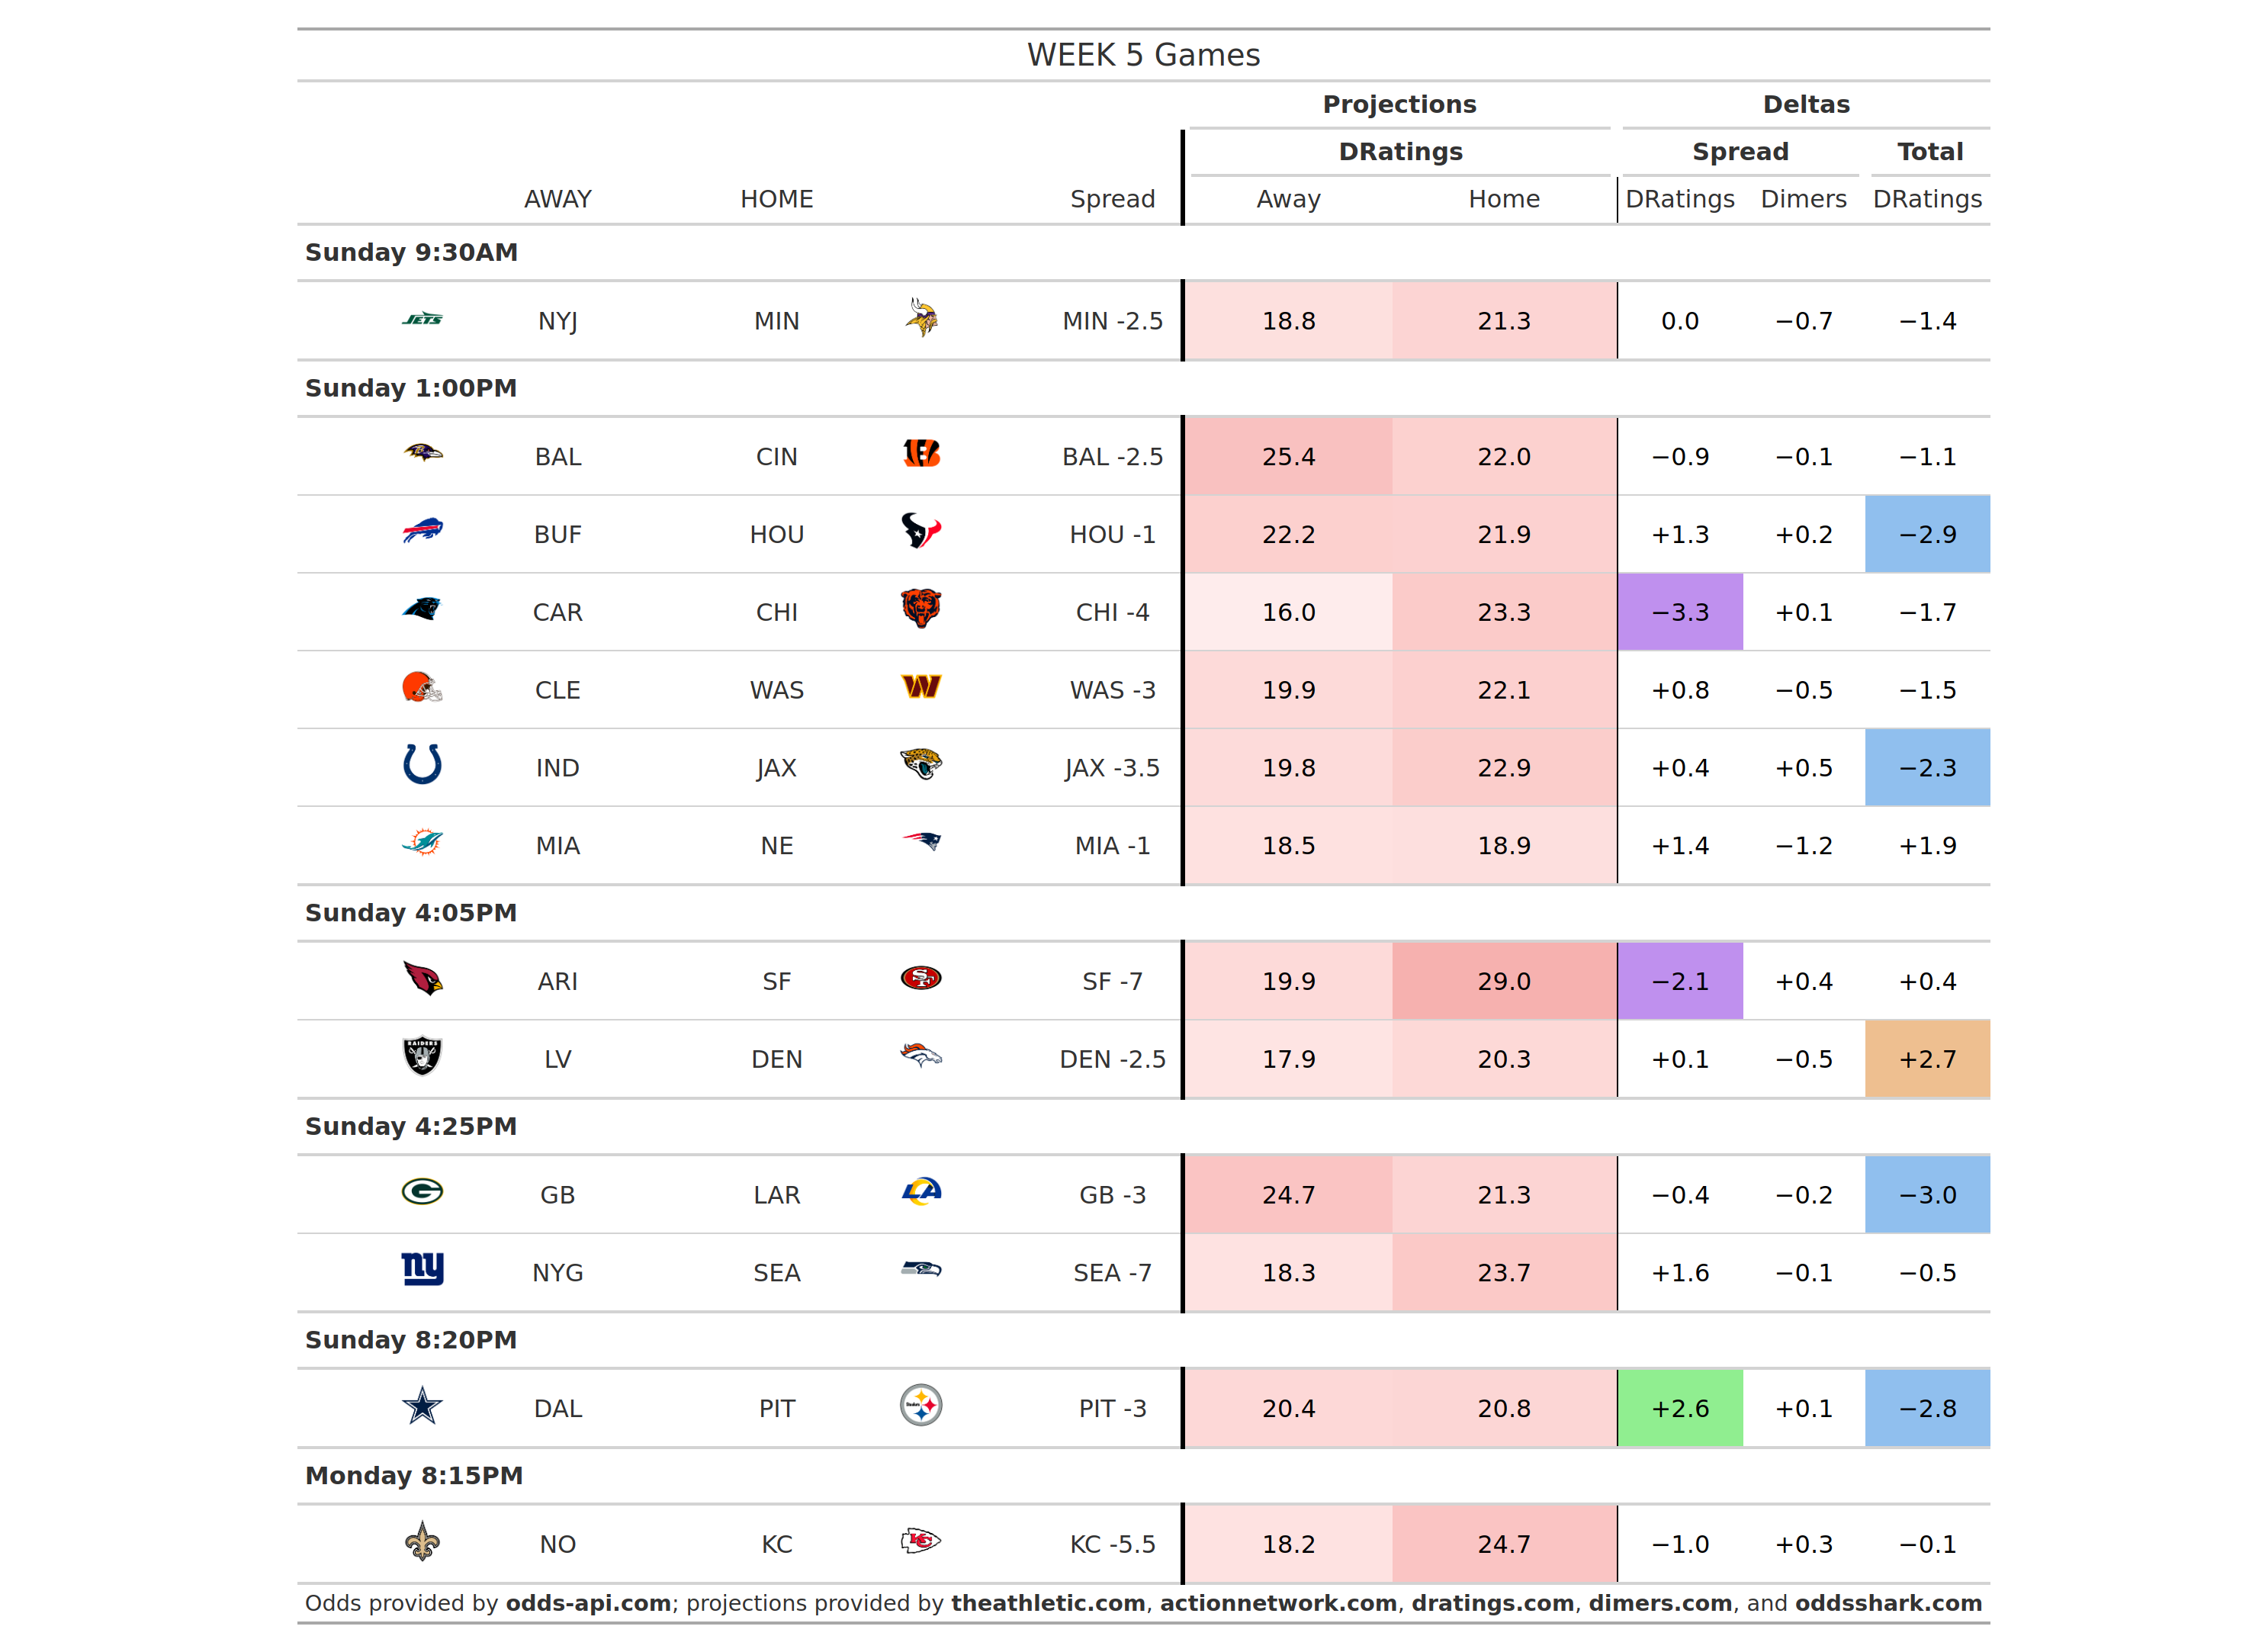 WEEK 5 Games
Projections Deltas
DRatings Spread Total
AWAY HOME Spread Away Home DRatings Dimers DRatings
Sunday 9:30AM
JETS NYJ MIN MIN -2.5 18.8 21.3 0.0 −0.7 −1.4
Sunday 1:00PM
BAL CIN BAL -2.5 25.4 22.0 −0.9 −0.1 −1.1
BUF HOU HOU -1 22.2 21.9 +1.3 +0.2 −2.9
CAR CHI CHI -4 16.0 23.3 −3.3 +0.1 −1.7
CLE WAS W WAS -3 19.9 22.1 +0.8 −0.5 −1.5
IND JAX JAX -3.5 19.8 22.9 +0.4 +0.5 −2.3
MIA NE MIA -1 18.5 18.9 +1.4 −1.2 +1.9
Sunday 4:05PM
ARI SF SF SF -7 19.9 29.0 −2.1 +0.4 +0.4
RAIDERS LV DEN DEN -2.5 17.9 20.3 +0.1 −0.5 +2.7
Sunday 4:25PM
G GB LAR LA GB -3 24.7 21.3 −0.4 −0.2 −3.0
ny NYG SEA SEA -7 18.3 23.7 +1.6 −0.1 −0.5
Sunday 8:20PM
DAL PIT Steelers PIT -3 20.4 20.8 +2.6 +0.1 −2.8
Monday 8:15PM
NO KC KC KC -5.5 18.2 24.7 −1.0 +0.3 −0.1
Odds provided by odds-api.com; projections provided by theathletic.com, actionnetwork.com, dratings.com, dimers.com, and oddsshark.com